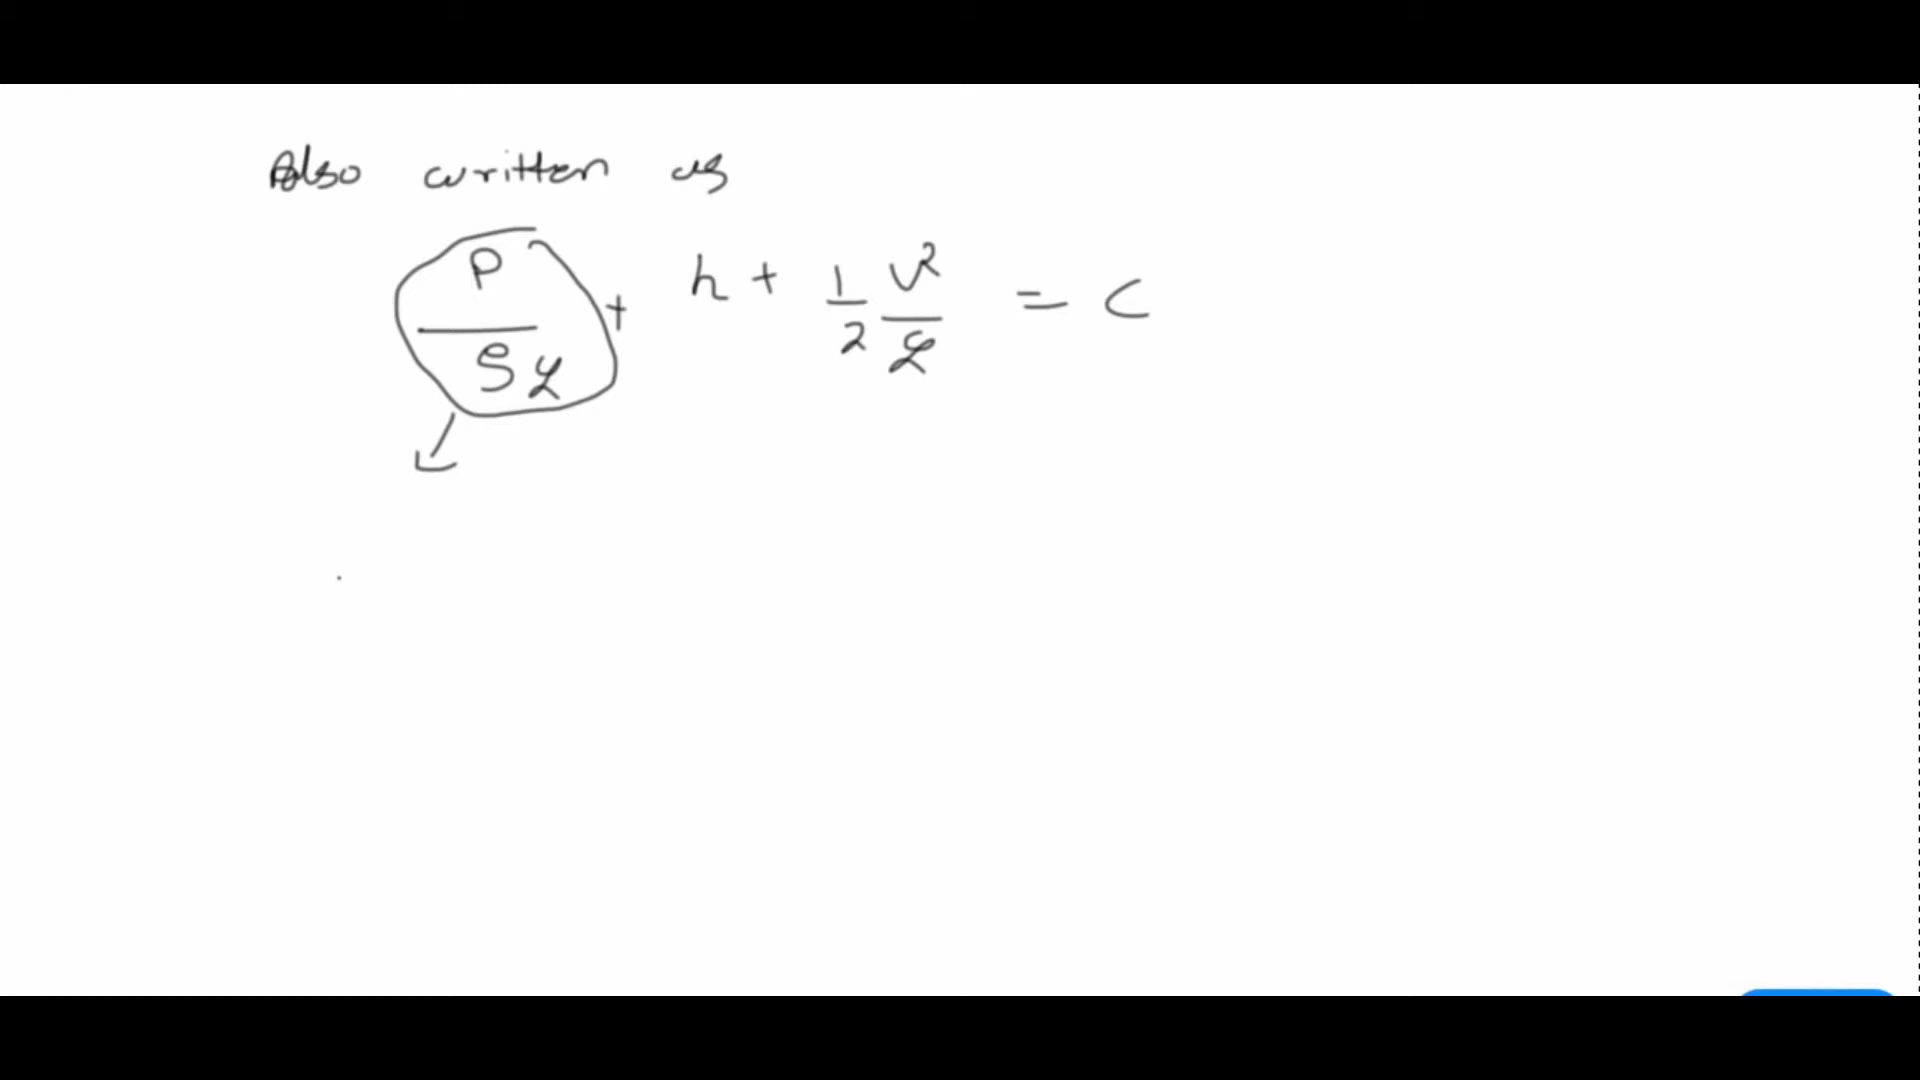 Also written as
P/ρg + h + 1/2 v²/g = C